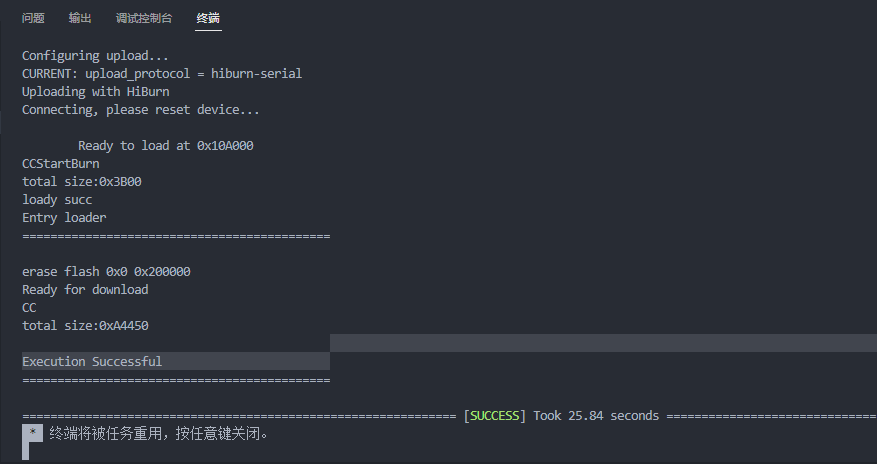 问题 输出 调试控制台 终端
Configuring upload...
CURRENT: upload_protocol = hiburn-serial
Uploading with HiBurn
Connecting, please reset device...
Ready to load at 0x10A000
CCStartBurn
total size:0x3B00
loady succ
Entry loader
============================================
erase flash 0x0 0x200000
Ready for download
CC
total size:0xA4450
Execution Successful
============================================
============================================================== [SUCCESS] Took 25.84 seconds ==============================
* 终端将被任务重用，按任意键关闭。